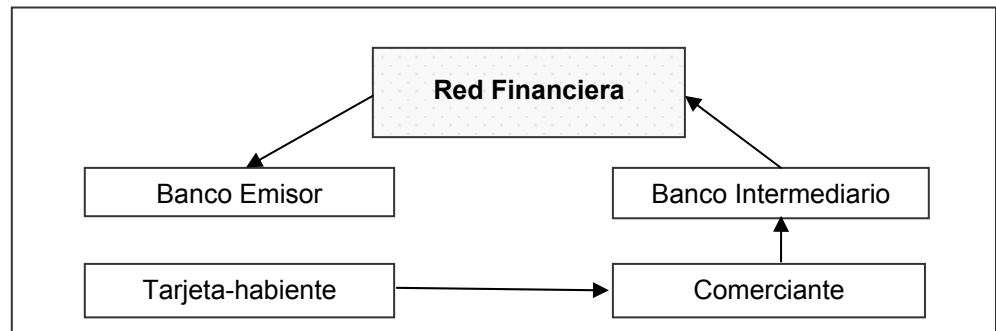 Red Financiera
Banco Emisor
Banco Intermediario
Tarjeta-habiente
Comerciante